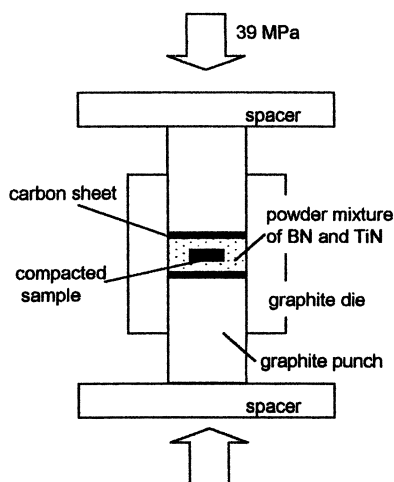 39 MPa
spacer
carbon sheet
powder mixture
of BN and TiN
compacted
sample
graphite die
graphite punch
spacer